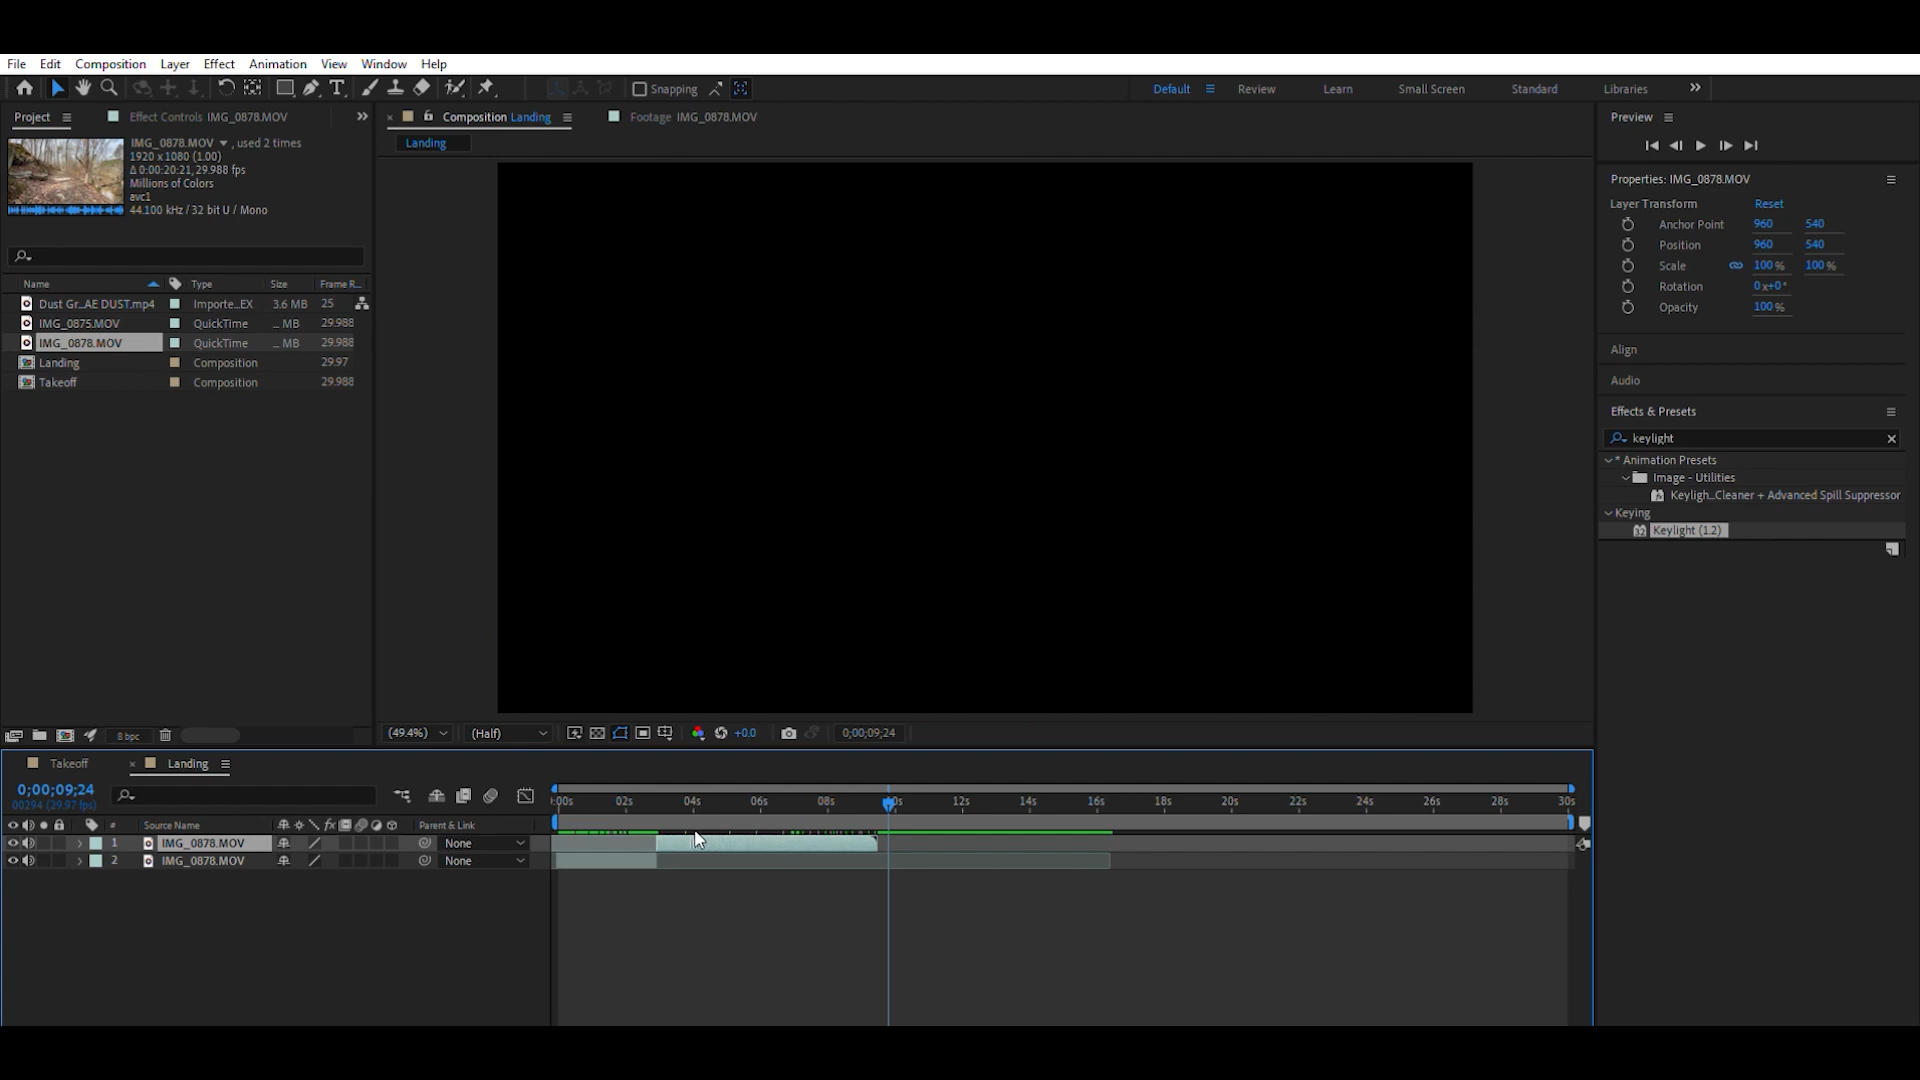 File Edit Composition Layer Effect Animation View Window Help
Snapping
Default Review Learn Small Screen Standard Libraries
Project Effect Controls IMG_0878.MOV
Composition Landing Footage IMG_0878.MOV
Preview
IMG_0878.MOV , used 2 times
1920 x 1080 (1.00)
Δ 0:00:20:21, 29.988 fps
Millions of Colors
avc1
44.100 kHz / 32 bit U / Mono
Landing
Properties: IMG_0878.MOV
Layer Transform Reset
Anchor Point 960 540
Position 960 540
Scale 100 % 100 %
Rotation 0x+0°
Opacity 100 %
Name Type Size Frame R...
Dust Gr...AE DUST.mp4 Importe...EX 3.6 MB 25
IMG_0875.MOV QuickTime ... MB 29.988
IMG_0878.MOV QuickTime ... MB 29.988
Landing Composition 29.97
Takeoff Composition 29.988
Align
Audio
Effects & Presets
keylight
* Animation Presets
Image - Utilities
Keyligh...Cleaner + Advanced Spill Suppressor
Keying
32 Keylight (1.2)
8 bpc
(49.4%) (Half) +0.0 0;00;09;24
Takeoff Landing
0;00;09;24
00294 (29.97 fps)
:00s 02s 04s 06s 08s 0s 12s 14s 16s 18s 20s 22s 24s 26s 28s 30s
# Source Name fx Parent & Link
1 IMG_0878.MOV None
2 IMG_0878.MOV None